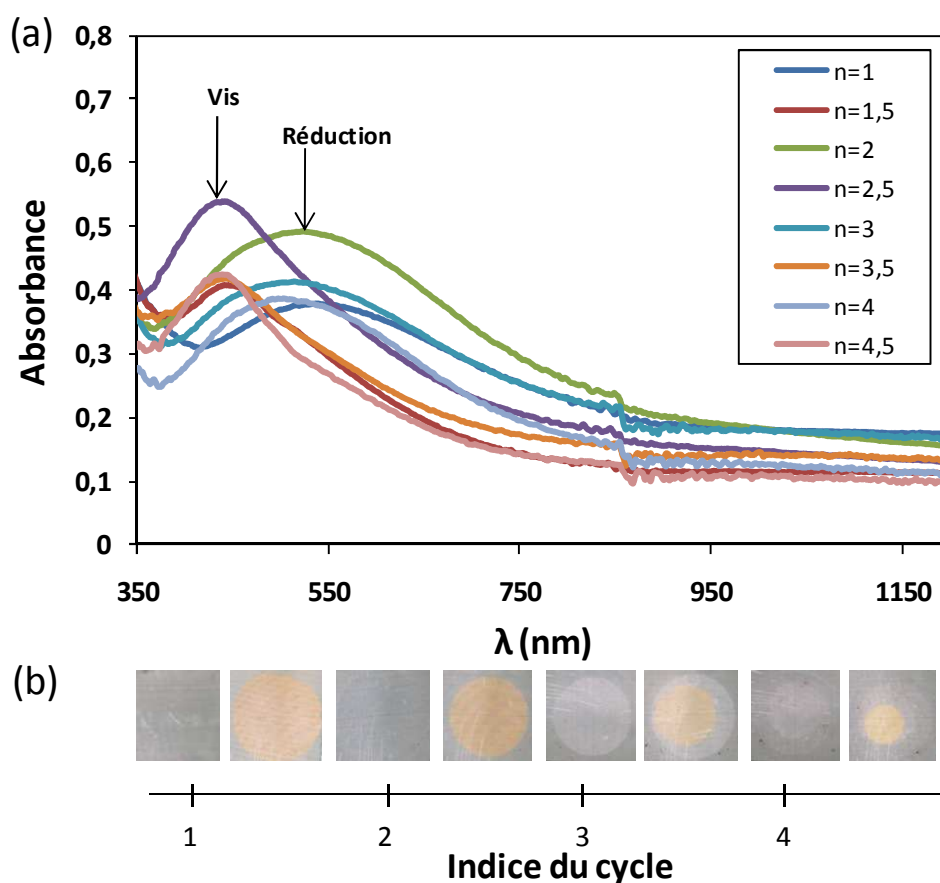 (a)
0,8
0,7
0,6
0,5
0,4
0,3
0,2
0,1
0
Absorbance
Vis
Réduction
n=1
n=1,5
n=2
n=2,5
n=3
n=3,5
n=4
n=4,5
350 550 750 950 1150
λ (nm)
(b)
1 2 3 4
Indice du cycle